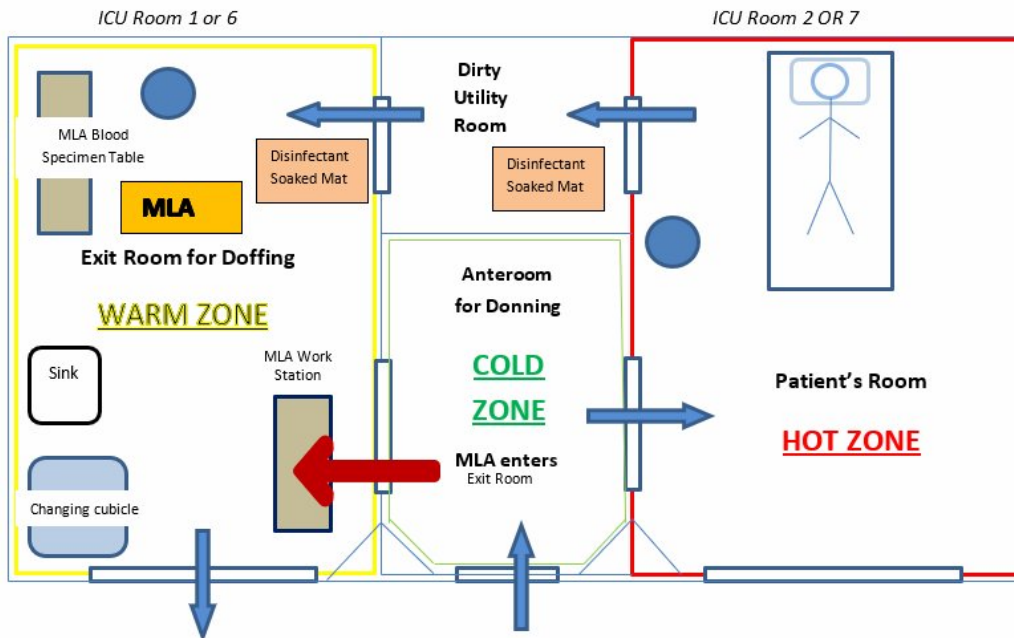 ICU Room 1 or 6
ICU Room 2 OR 7
MLA Blood
Specimen Table
MLA
Disinfectant
Soaked Mat
Exit Room for Doffing
WARM ZONE
Sink
MLA Work
Station
Changing cubicle
Dirty
Utility
Room
Disinfectant
Soaked Mat
Anteroom
for Donning
COLD
ZONE
MLA enters
Exit Room
Patient's Room
HOT ZONE